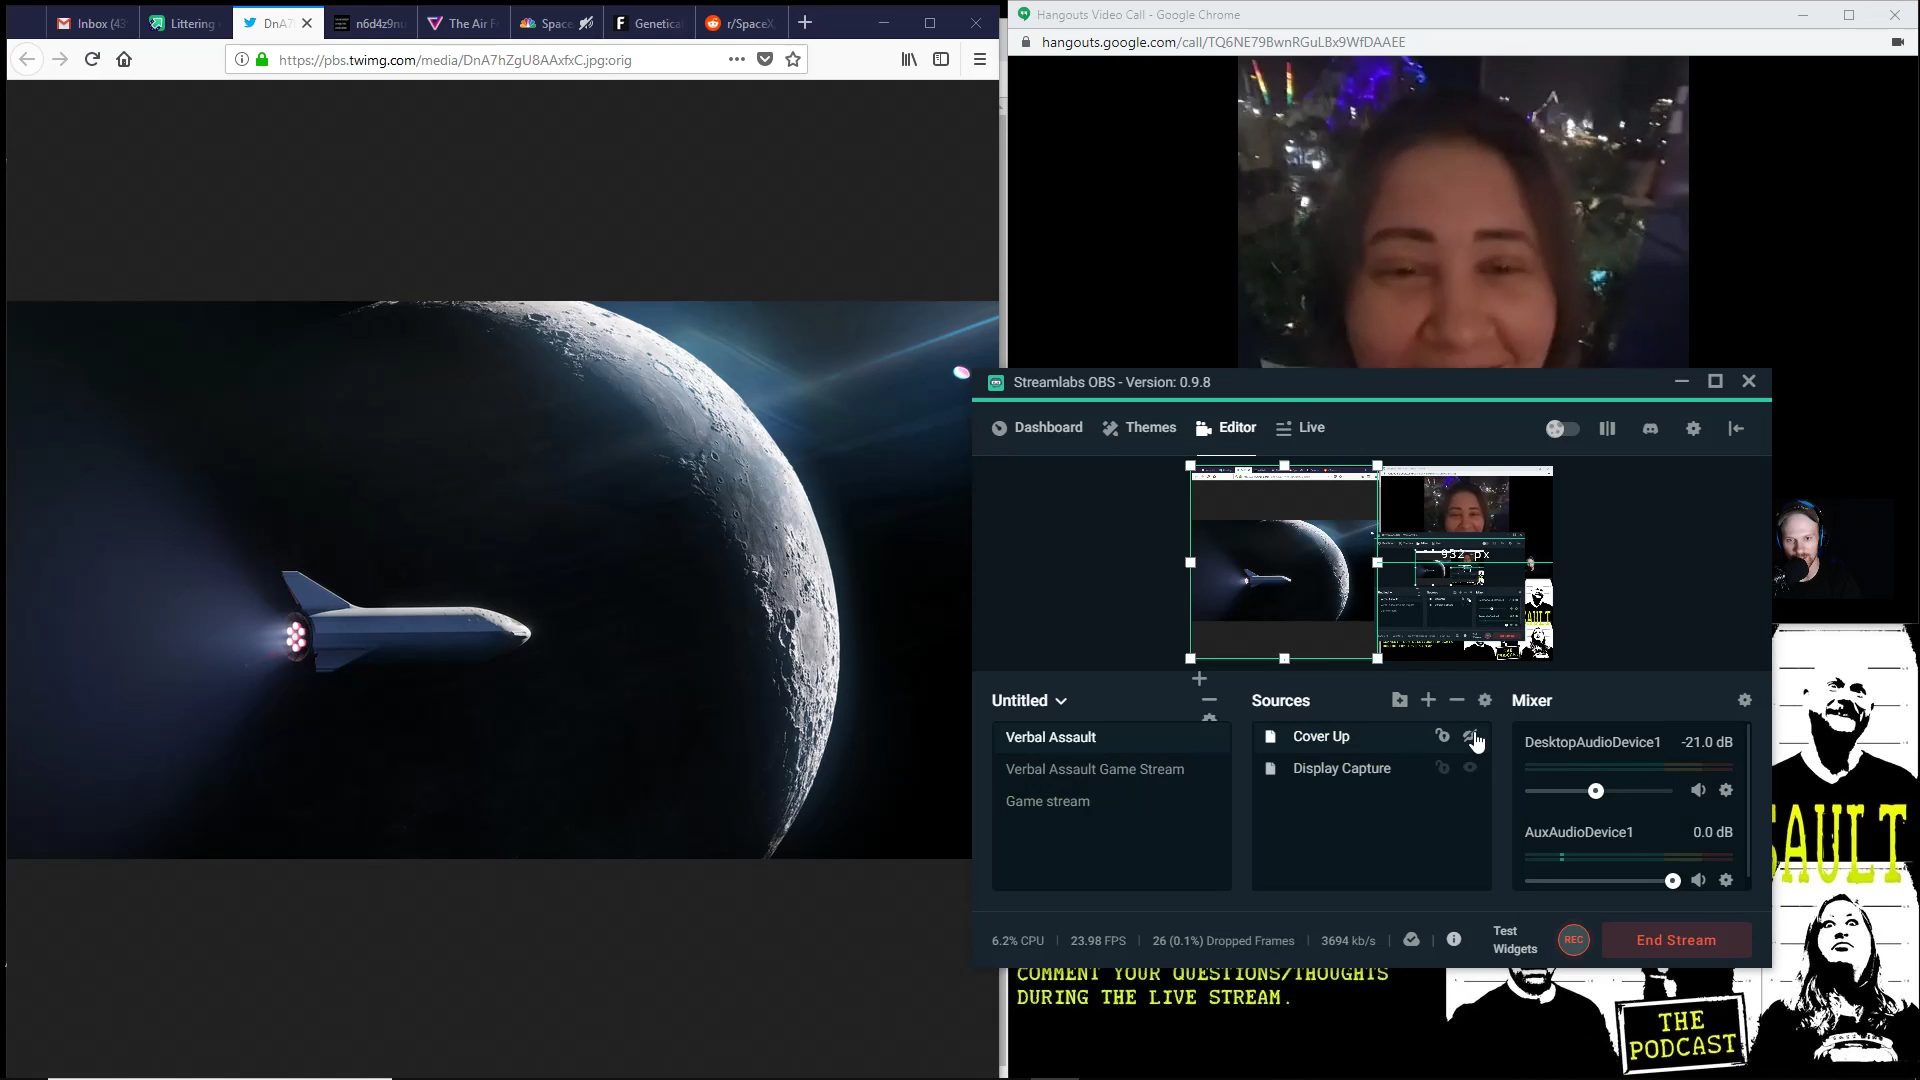 Inbox (43
Littering
DnA7
n6d4z9nu
The Air F
Space
Genetical
r/SpaceX
https://pbs.twimg.com/media/DnA7hZgU8AAxfxC.jpg:orig
Hangouts Video Call - Google Chrome
hangouts.google.com/call/TQ6NE79BwnRGuLBx9WfDAAEE
Streamlabs OBS - Version: 0.9.8
Dashboard
Themes
Editor
Live
932 px
Untitled
Sources
Mixer
Verbal Assault
Verbal Assault Game Stream
Game stream
Cover Up
Display Capture
DesktopAudioDevice1 -21.0 dB
AuxAudioDevice1 0.0 dB
6.2% CPU
23.98 FPS
26 (0.1%) Dropped Frames
3694 kb/s
Test
Widgets
REC
End Stream
AULT
COMMENT YOUR QUESTIONS/THOUGHTS
DURING THE LIVE STREAM.
THE
PODCAST